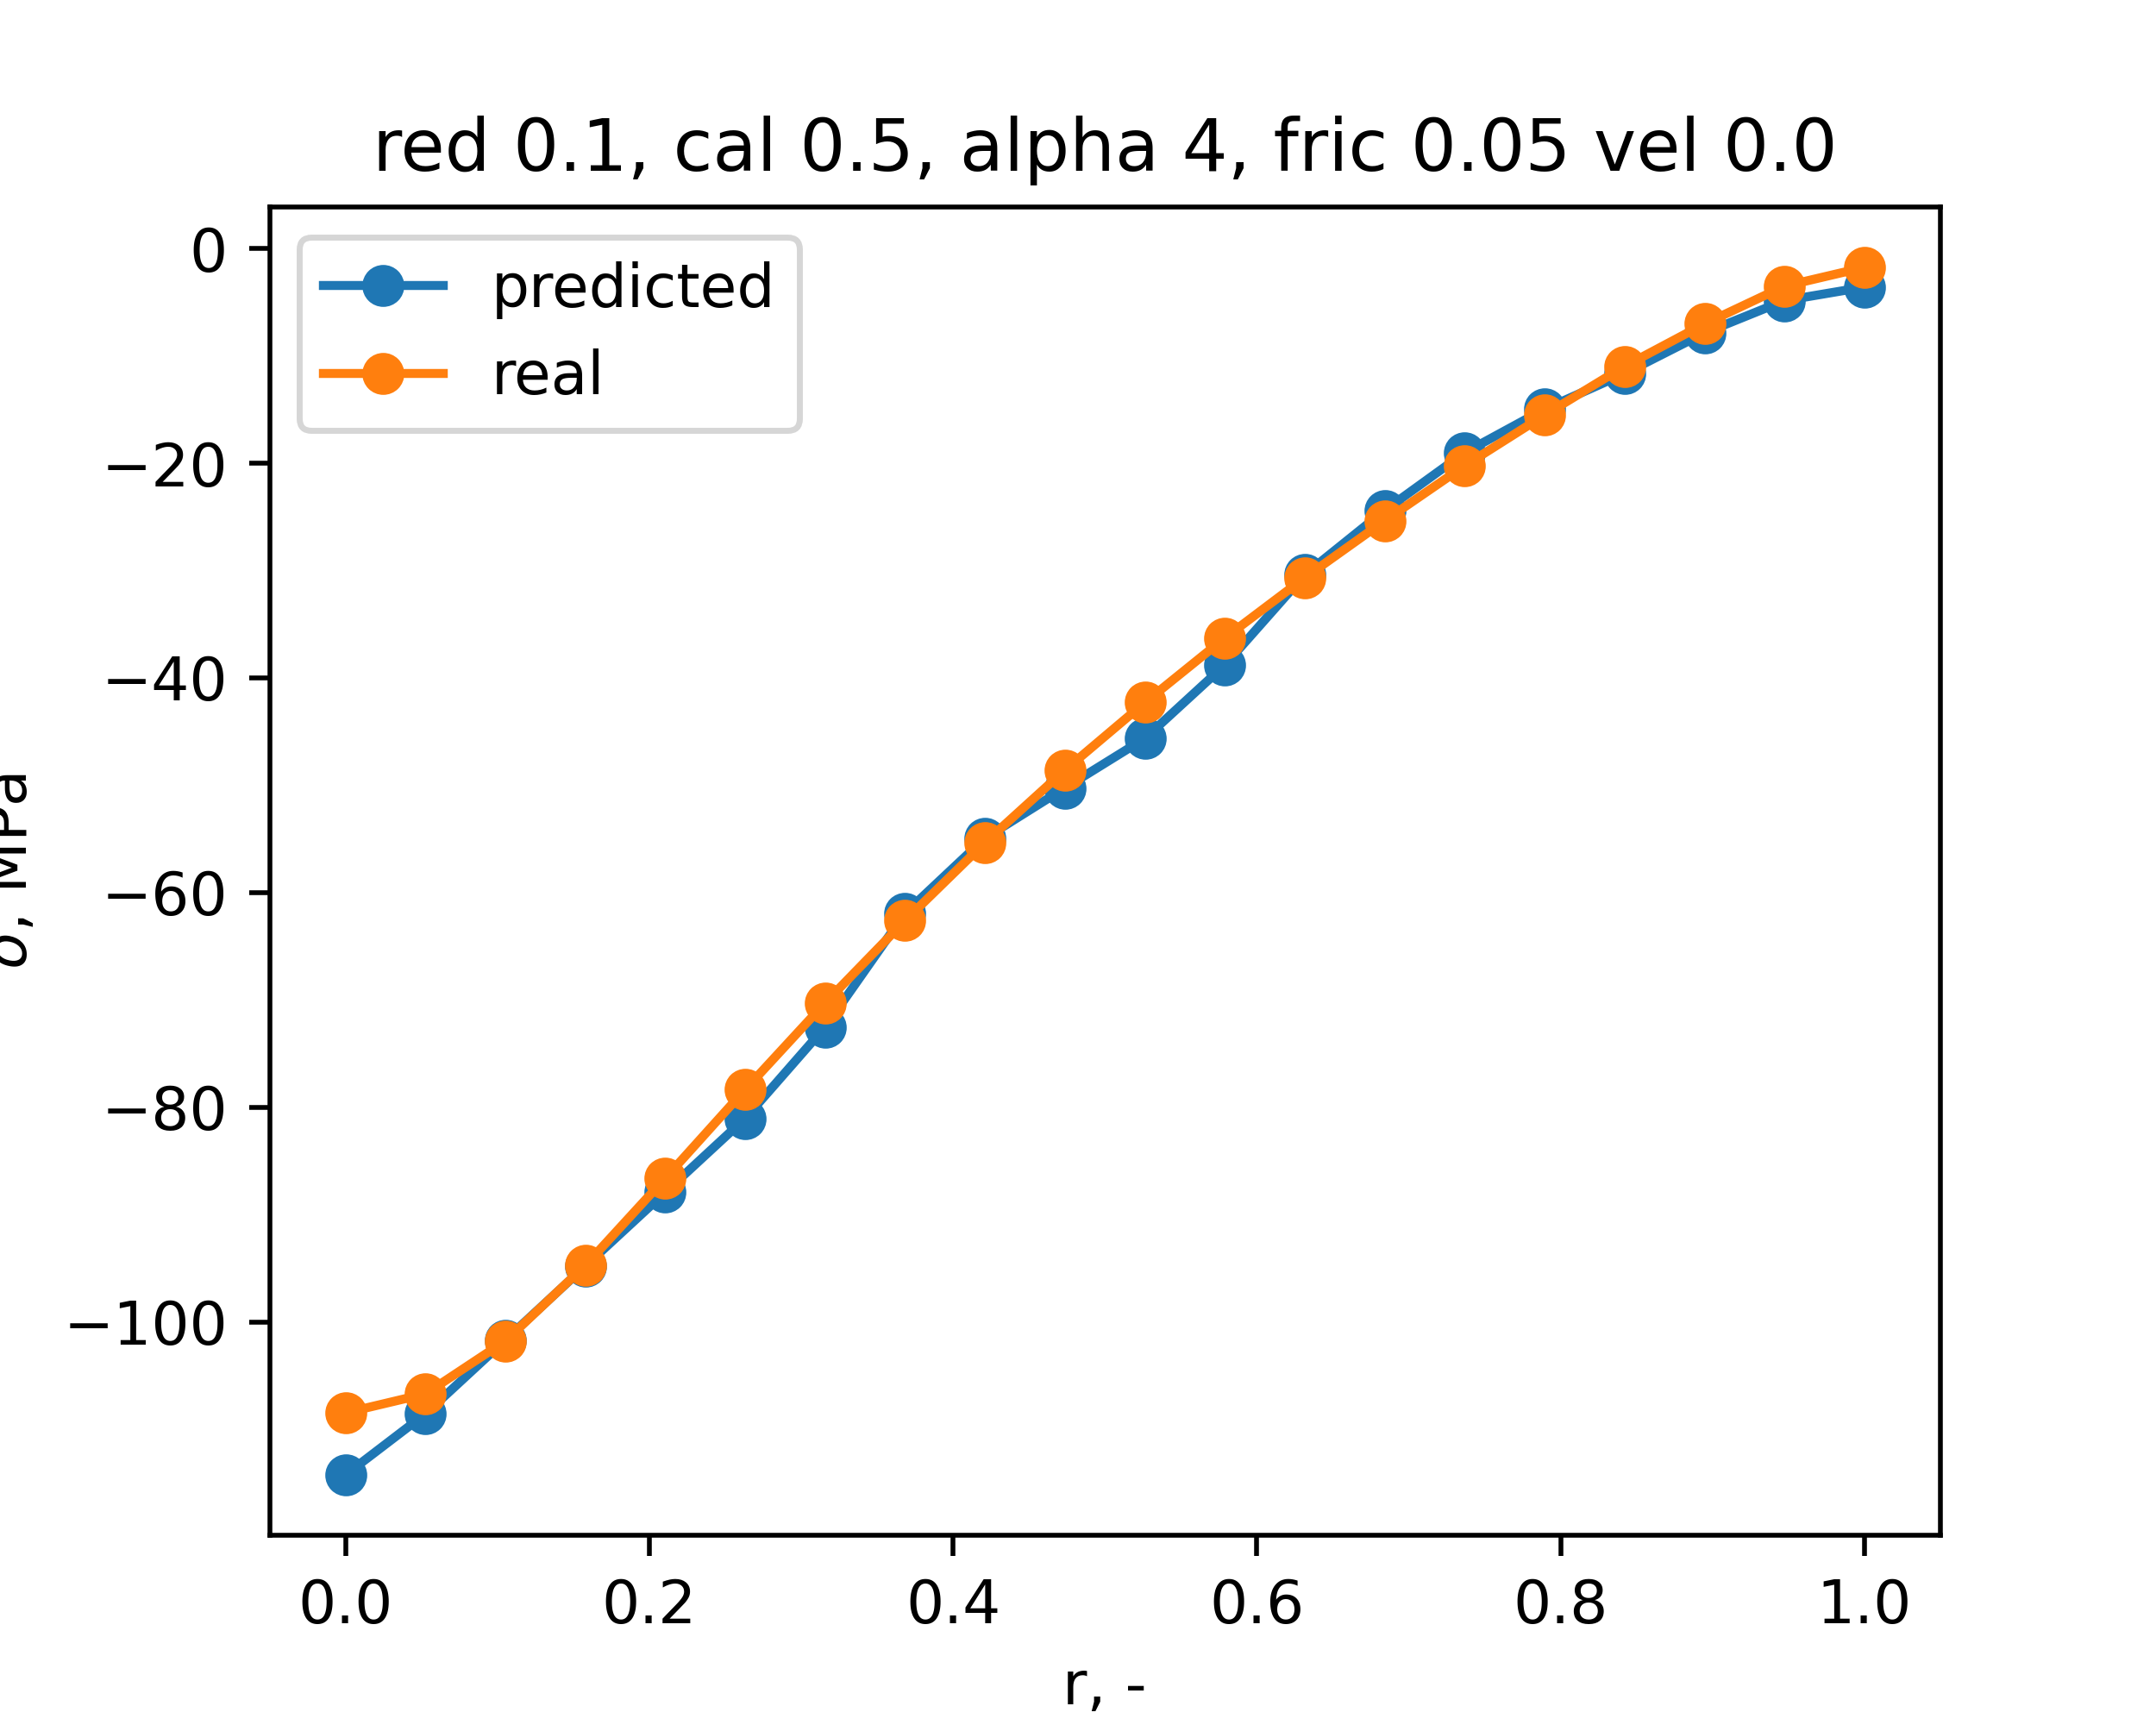 red 0.1, cal 0.5, alpha 4, fric 0.05 vel 0.0
predicted
real
0
−20
−40
−60
−80
−100
, MPa
0.0 0.2 0.4 0.6 0.8 1.0
r, -